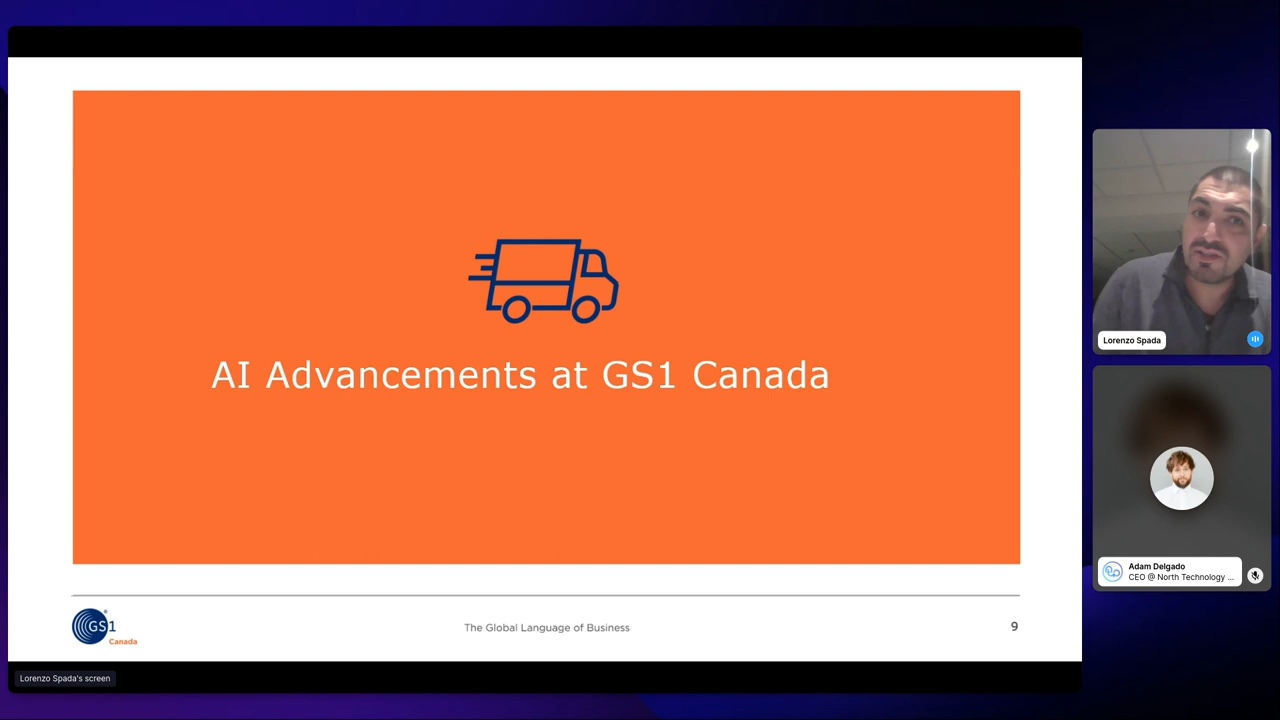 AI Advancements at GS1 Canada
GS1
Canada
The Global Language of Business
9
Lorenzo Spada's screen
Lorenzo Spada
Adam Delgado
CEO @ North Technology ...